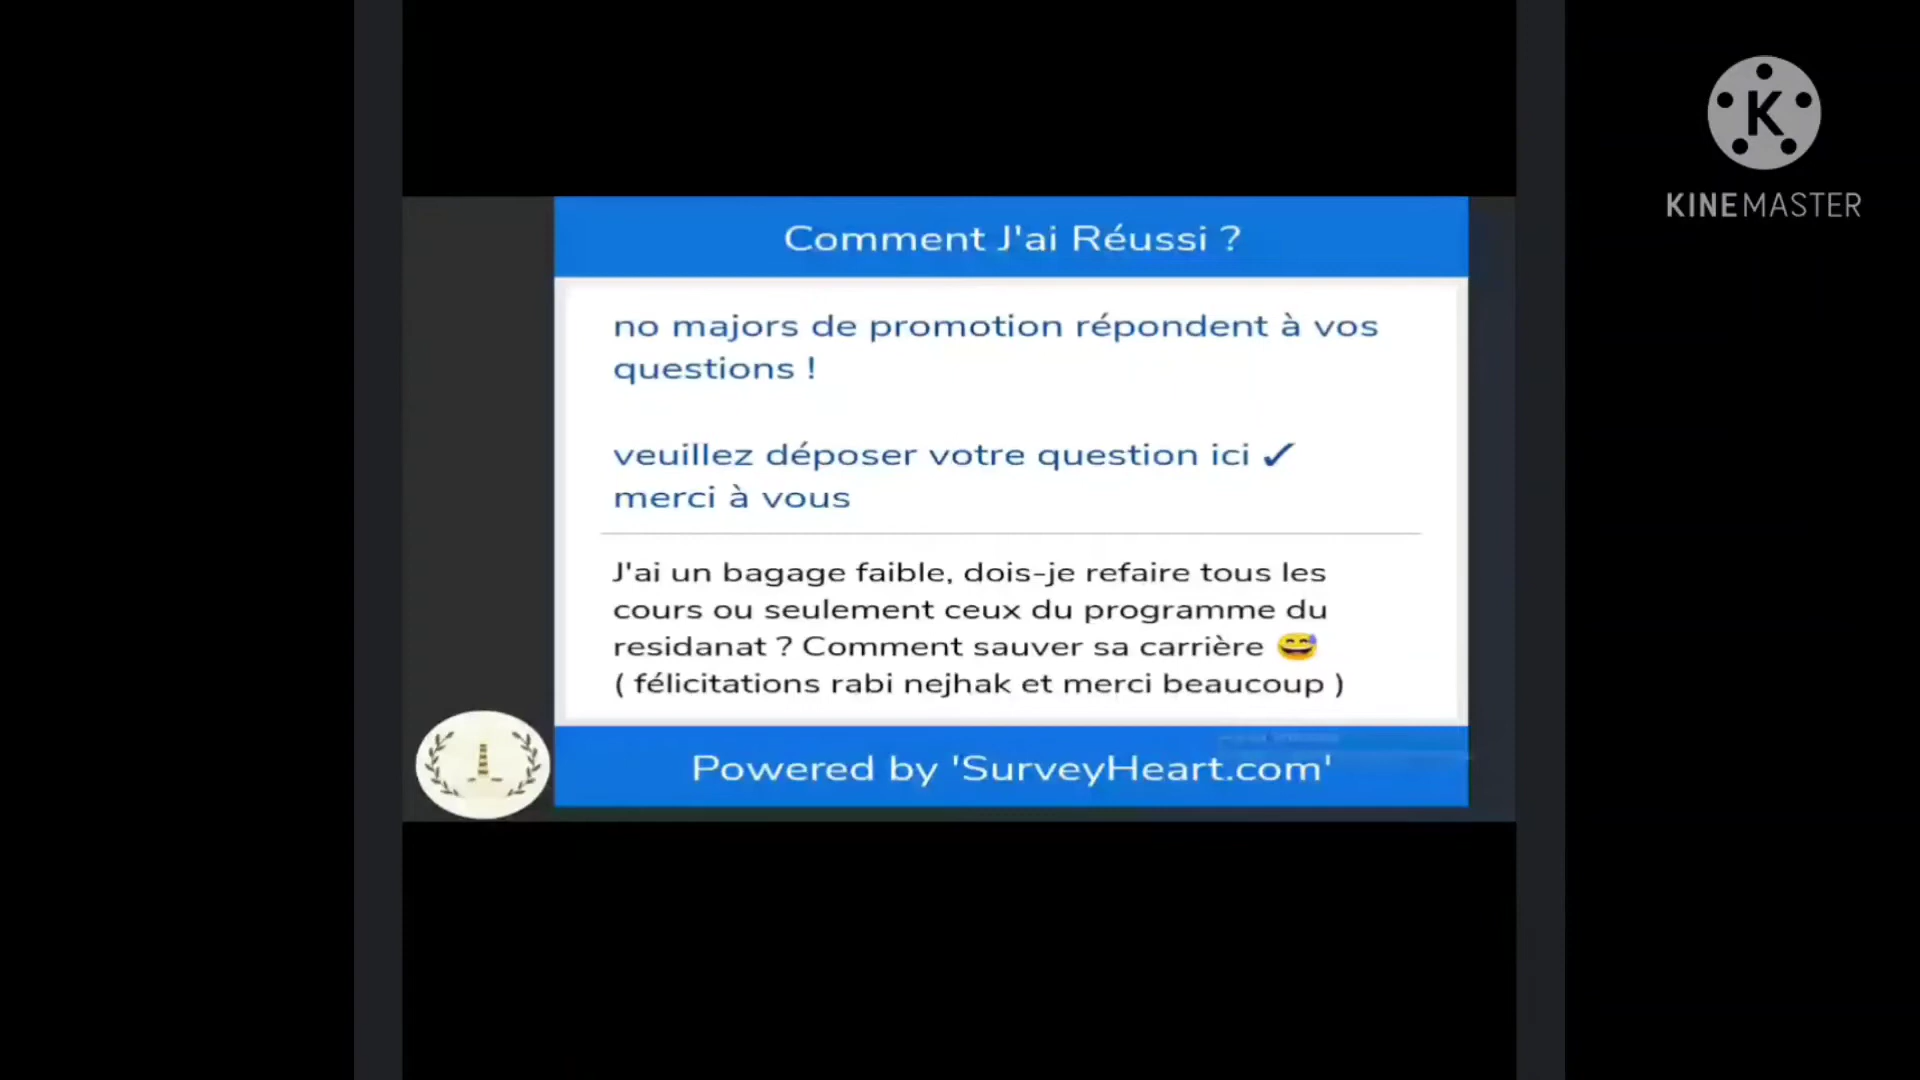 K
KINEMASTER
Comment J'ai Réussi ?
no majors de promotion répondent à vos
questions !
veuillez déposer votre question ici ✓
merci à vous
J'ai un bagage faible, dois-je refaire tous les
cours ou seulement ceux du programme du
residanat ? Comment sauver sa carrière 😅
( félicitations rabi nejhak et merci beaucoup )
Powered by 'SurveyHeart.com'